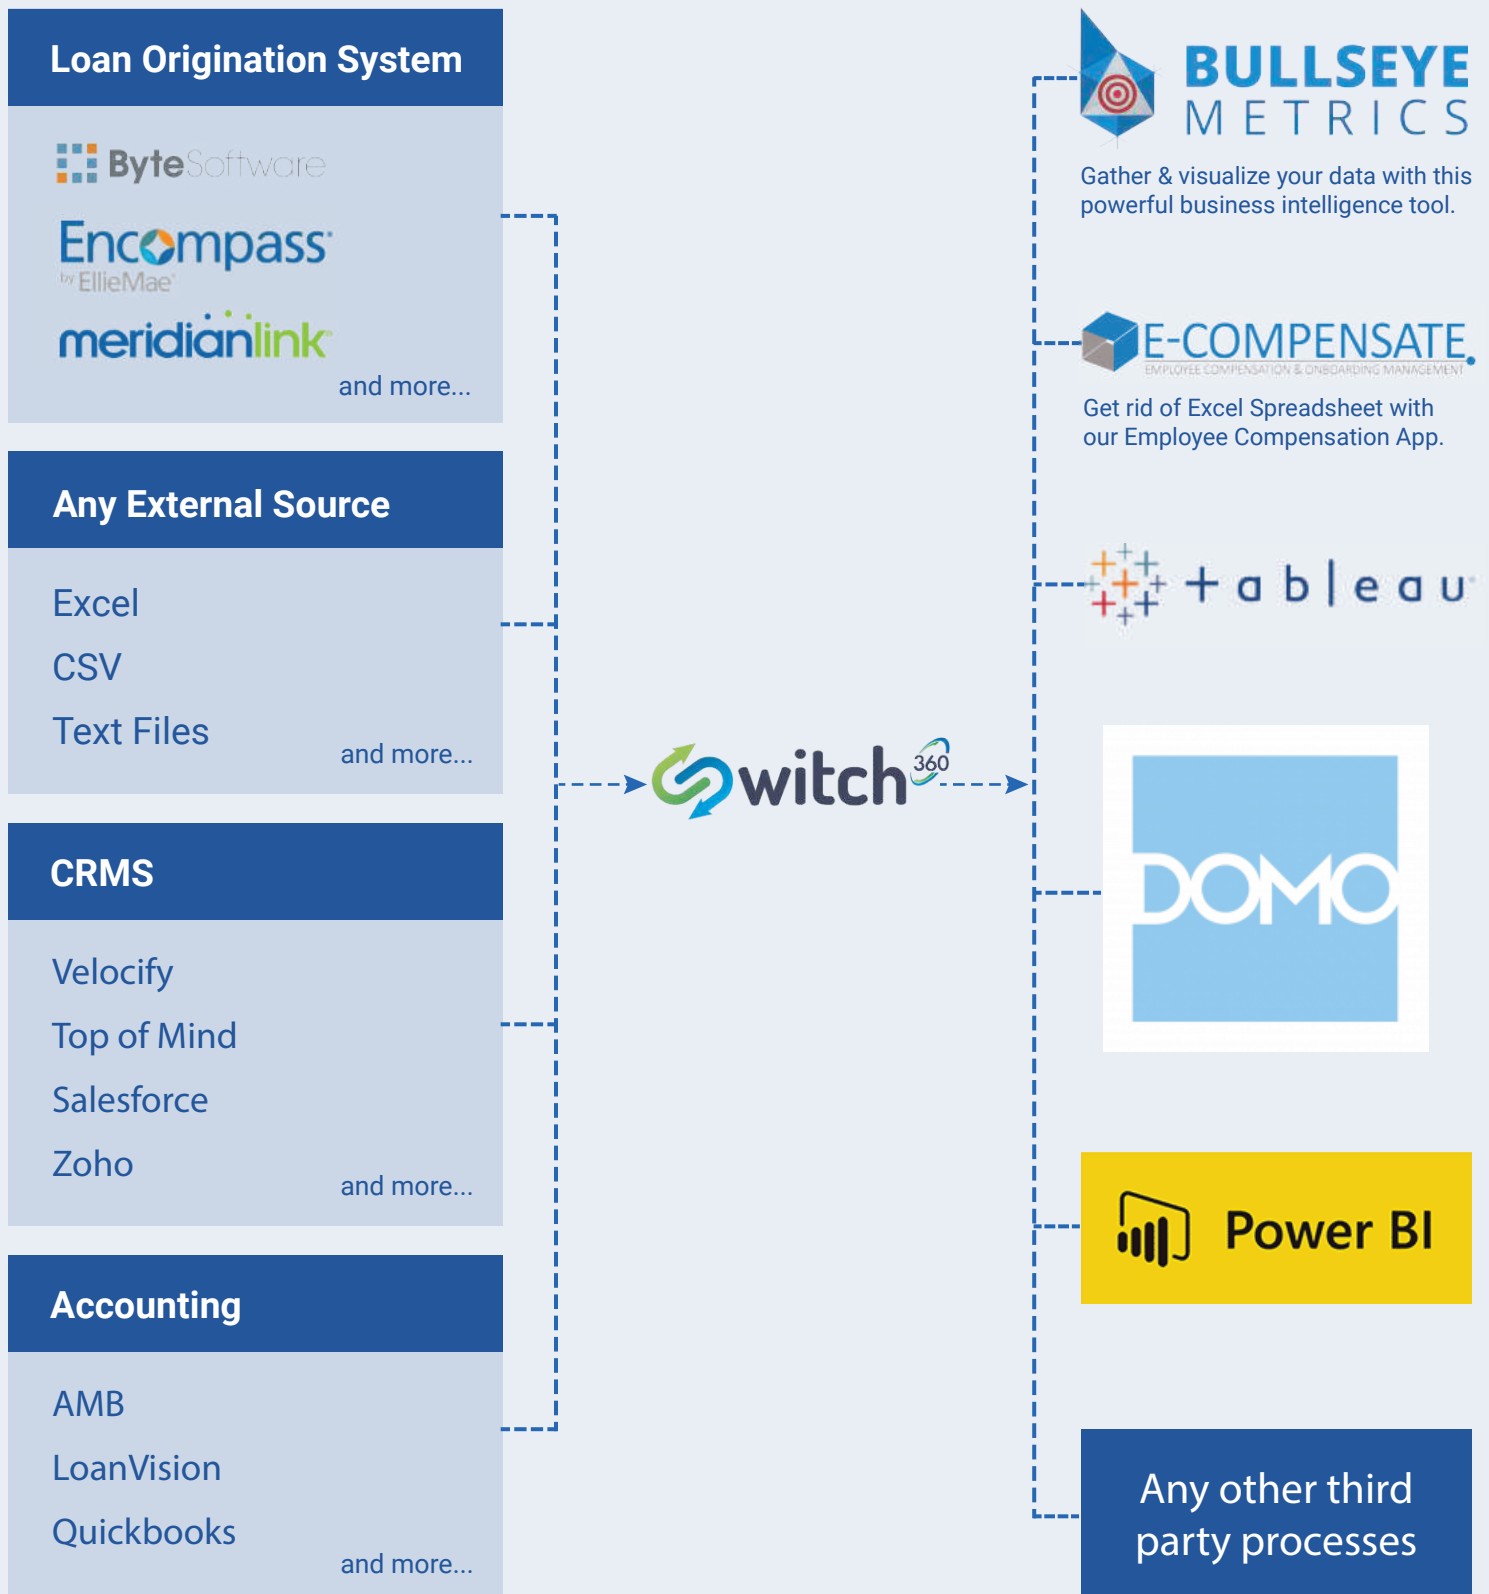 Loan Origination System
ByteSoftware
Encompass
by EllieMae
meridianlink
and more...
Any External Source
Excel
CSV
Text Files
and more...
CRMS
Velocify
Top of Mind
Salesforce
Zoho
and more...
Accounting
AMB
LoanVision
Quickbooks
and more...
witch 360
BULLSEYE
METRICS
Gather & visualize your data with this
powerful business intelligence tool.
E-COMPENSATE.
EMPLOYEE COMPENSATION & ONBOARDING MANAGEMENT
Get rid of Excel Spreadsheet with
our Employee Compensation App.
tableau
DOMO
Power BI
Any other third
party processes